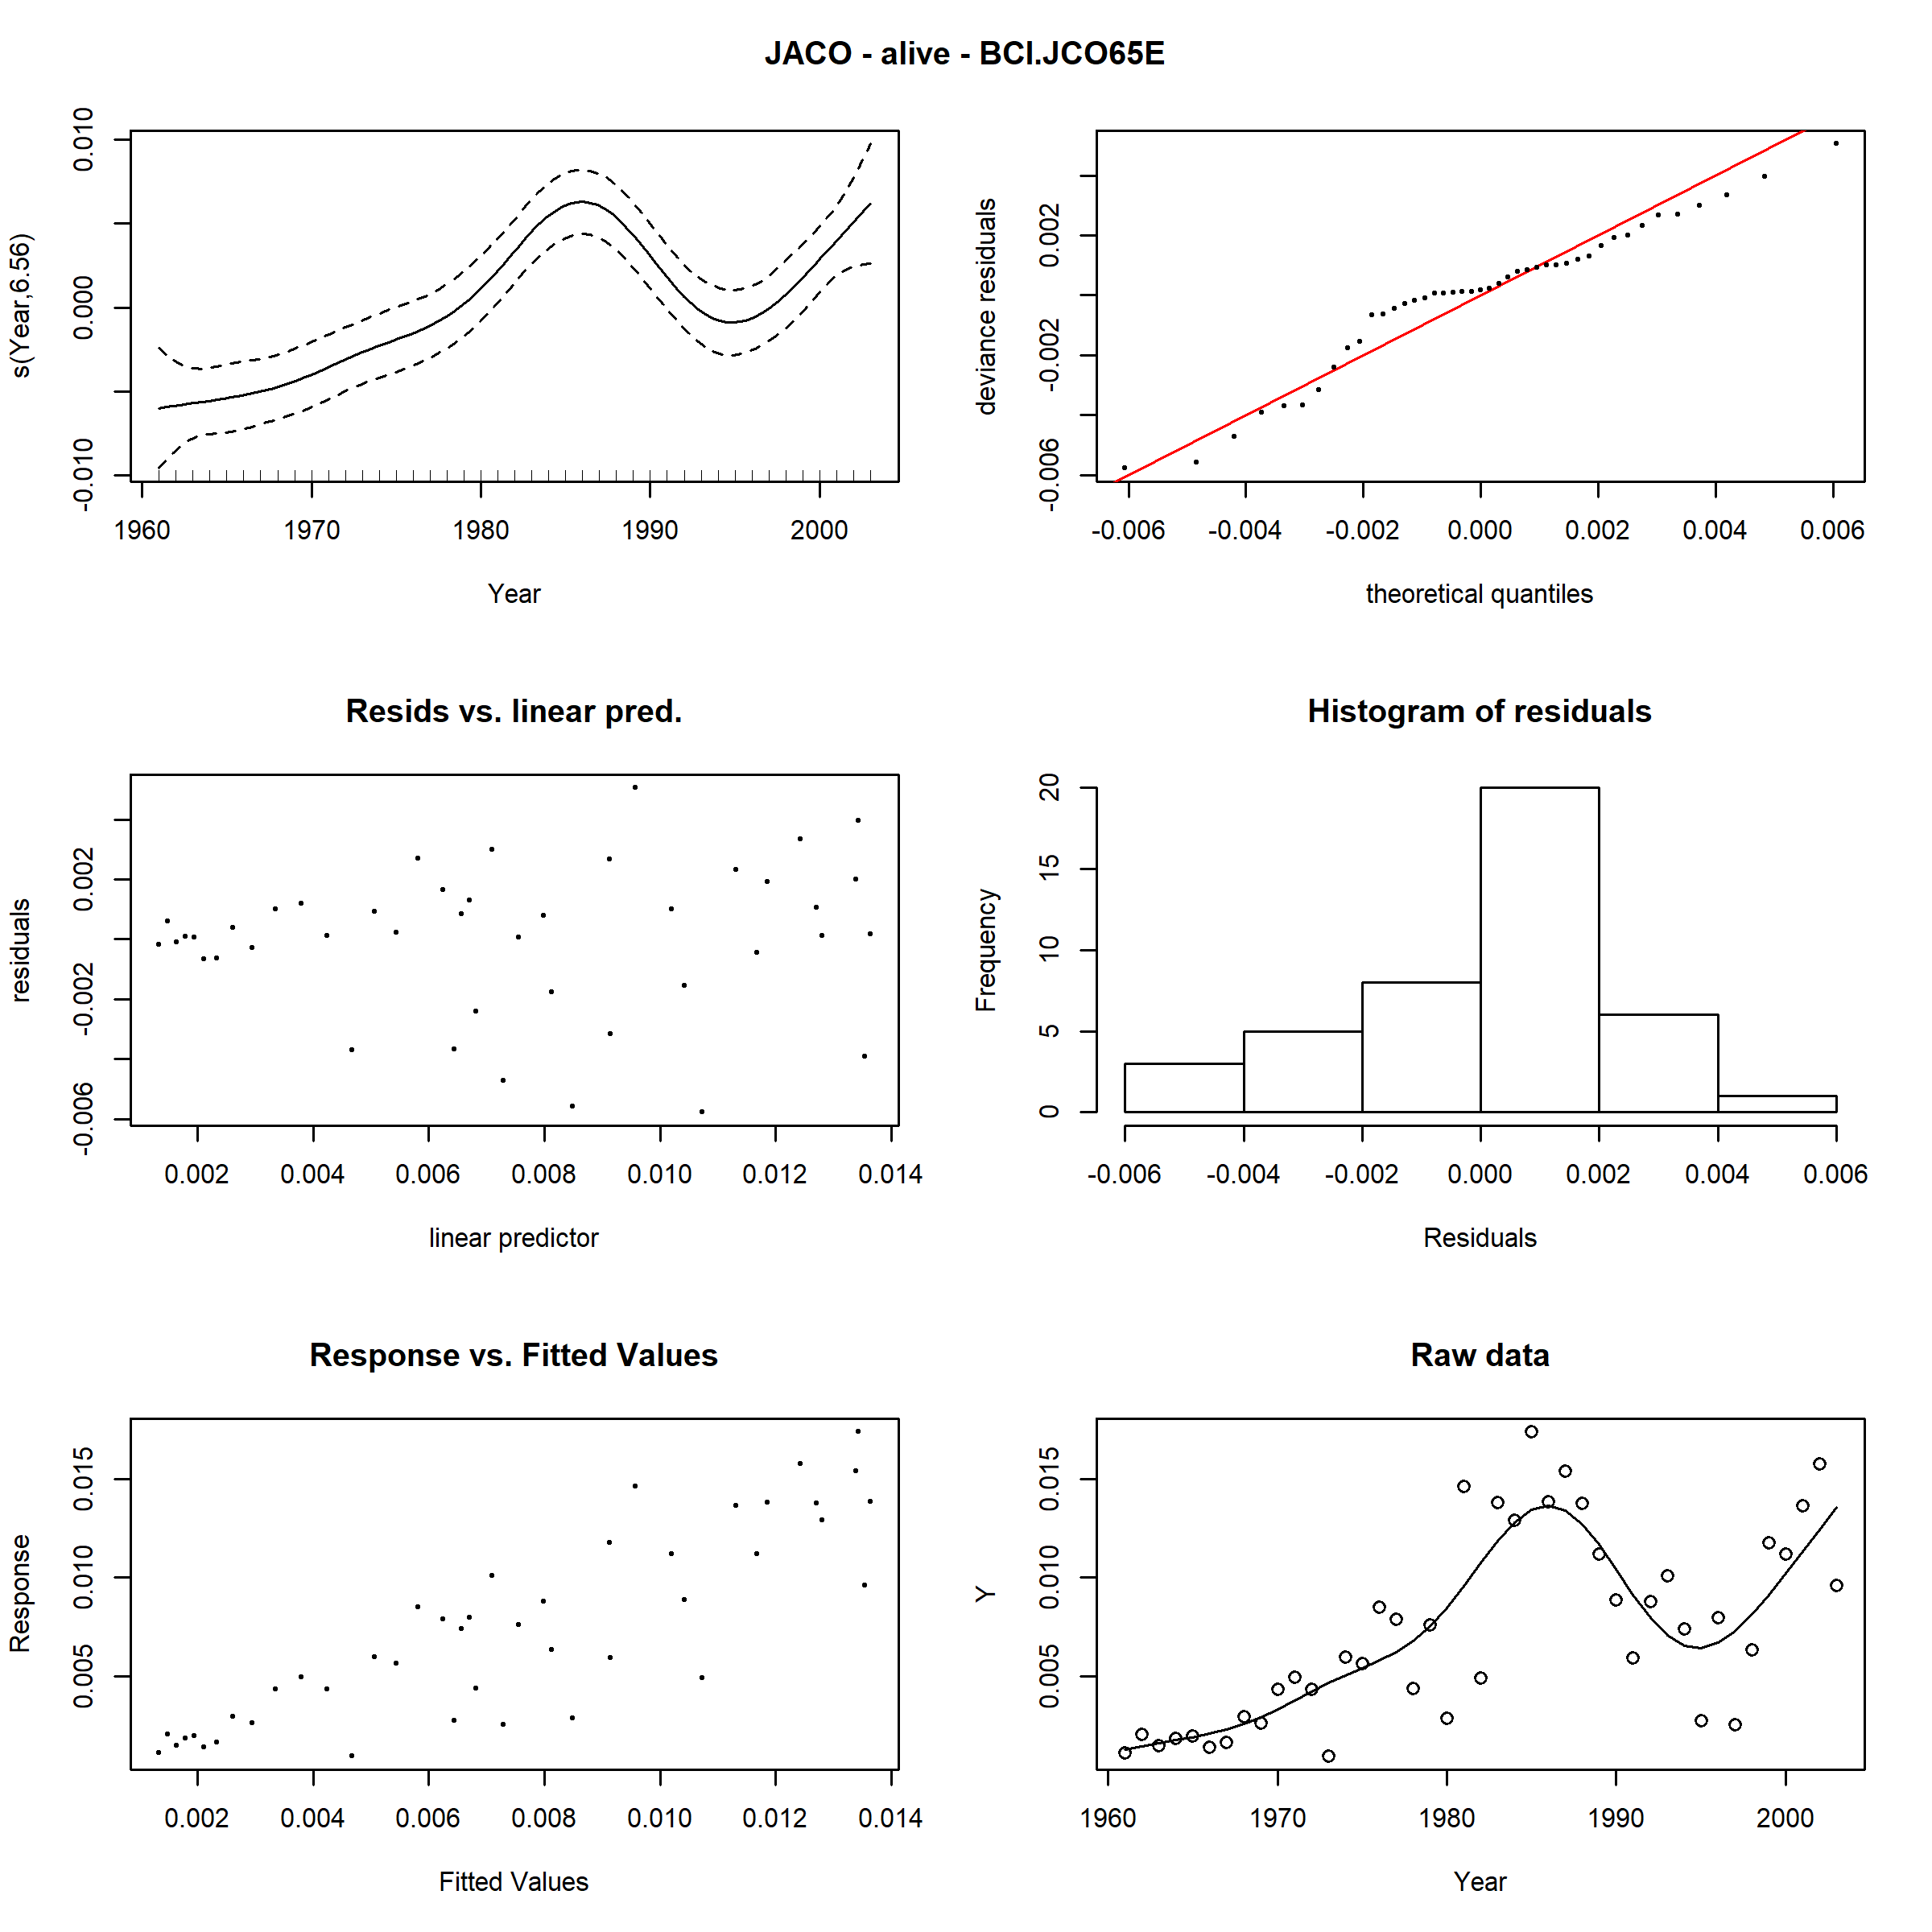 JACO - alive - BCI.JCO65E
s(Year,6.56)
-0.010 0.000 0.010
1960 1970 1980 1990 2000
Year
deviance residuals
-0.006 -0.002 0.002
-0.006 -0.004 -0.002 0.000 0.002 0.004 0.006
theoretical quantiles
Resids vs. linear pred.
residuals
-0.006 -0.002 0.002
0.002 0.004 0.006 0.008 0.010 0.012 0.014
linear predictor
Histogram of residuals
Frequency
0 5 10 15 20
-0.006 -0.004 -0.002 0.000 0.002 0.004 0.006
Residuals
Response vs. Fitted Values
Response
0.005 0.010 0.015
0.002 0.004 0.006 0.008 0.010 0.012 0.014
Fitted Values
Raw data
Y
0.005 0.010 0.015
1960 1970 1980 1990 2000
Year